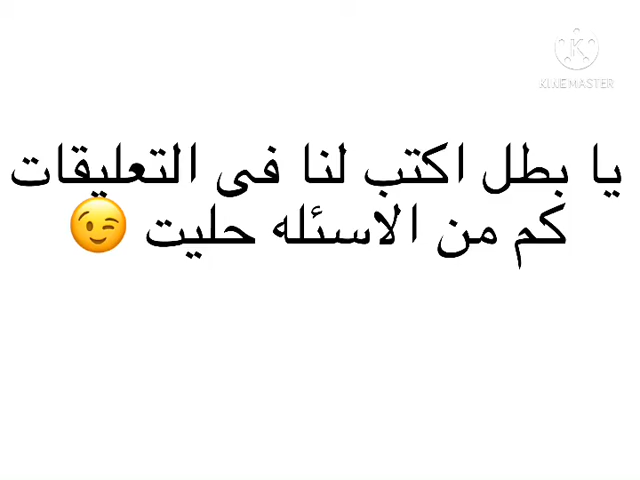 KINEMASTER
يا بطل اكتب لنا فى التعليقات
كم من الاسئله حليت 😉